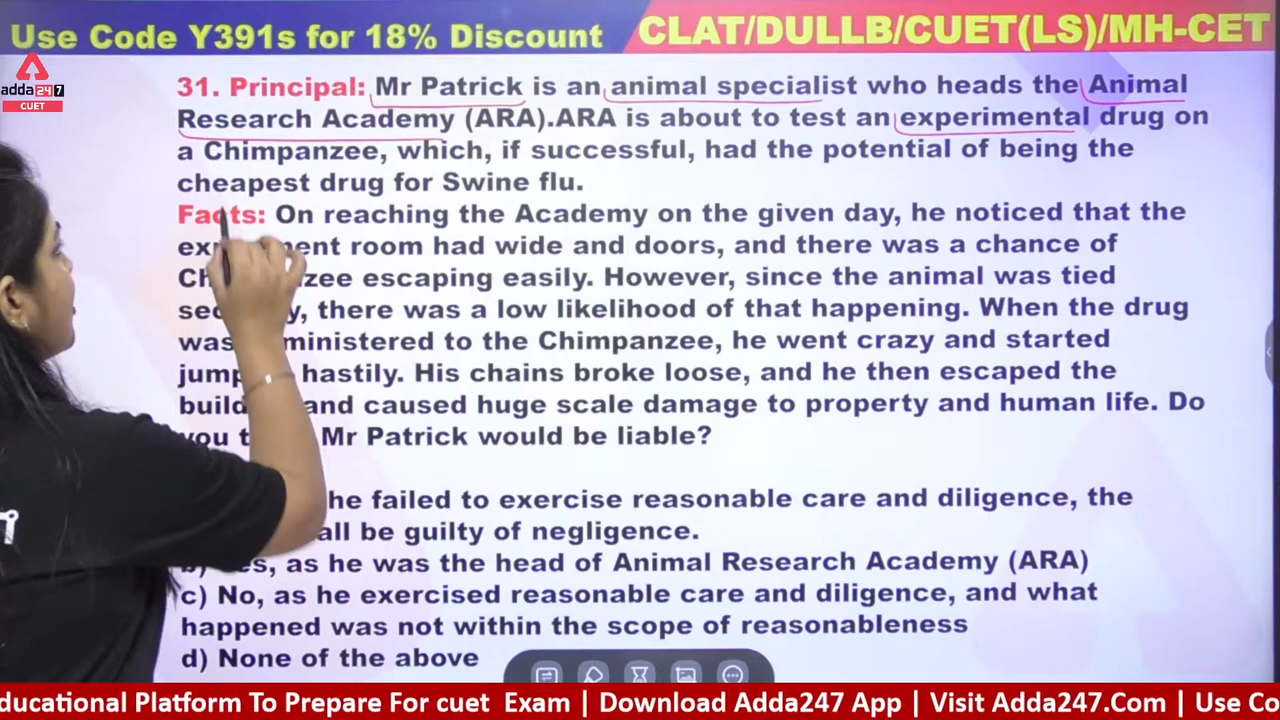 Use Code Y391s for 18% Discount
CLAT/DULLB/CUET(LS)/MH-CET
adda247
CUET
31. Principal: Mr Patrick is an animal specialist who heads the Animal
Research Academy (ARA).ARA is about to test an experimental drug on
a Chimpanzee, which, if successful, had the potential of being the
cheapest drug for Swine flu.
Facts: On reaching the Academy on the given day, he noticed that the
room had wide and doors, and there was a chance of
escaping easily. However, since the animal was tied
there was a low likelihood of that happening. When the drug
was to the Chimpanzee, he went crazy and started
hastily. His chains broke loose, and he then escaped the
and caused huge scale damage to property and human life. Do
you Mr Patrick would be liable?
he failed to exercise reasonable care and diligence, the
be guilty of negligence.
b) Yes, as he was the head of Animal Research Academy (ARA)
c) No, as he exercised reasonable care and diligence, and what
happened was not within the scope of reasonableness
d) None of the above
ducational Platform To Prepare For cuet Exam | Download Adda247 App | Visit Adda247.Com | Use Co